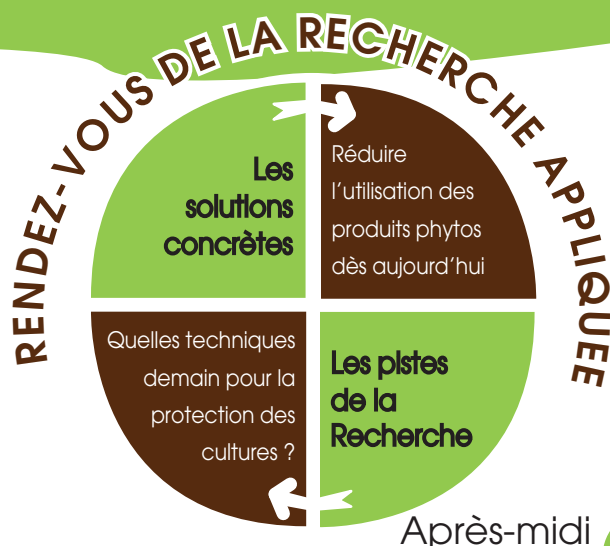 RENDEZ-VOUS DE LA RECHERCHE APPLIQUEE
Les
solutions
concrètes
Réduire
l'utilisation des
produits phytos
dès aujourd'hui
Quelles techniques
demain pour la
protection des
cultures ?
Les pistes
de la
Recherche
Après-midi